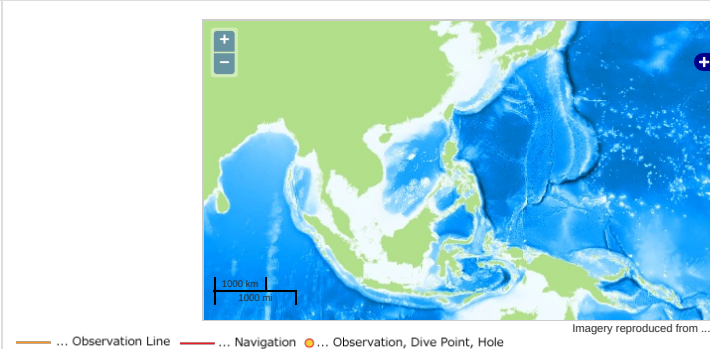 +
−
+
1000 km
1000 mi
Imagery reproduced from ...
... Observation Line ... Navigation ... Observation, Dive Point, Hole